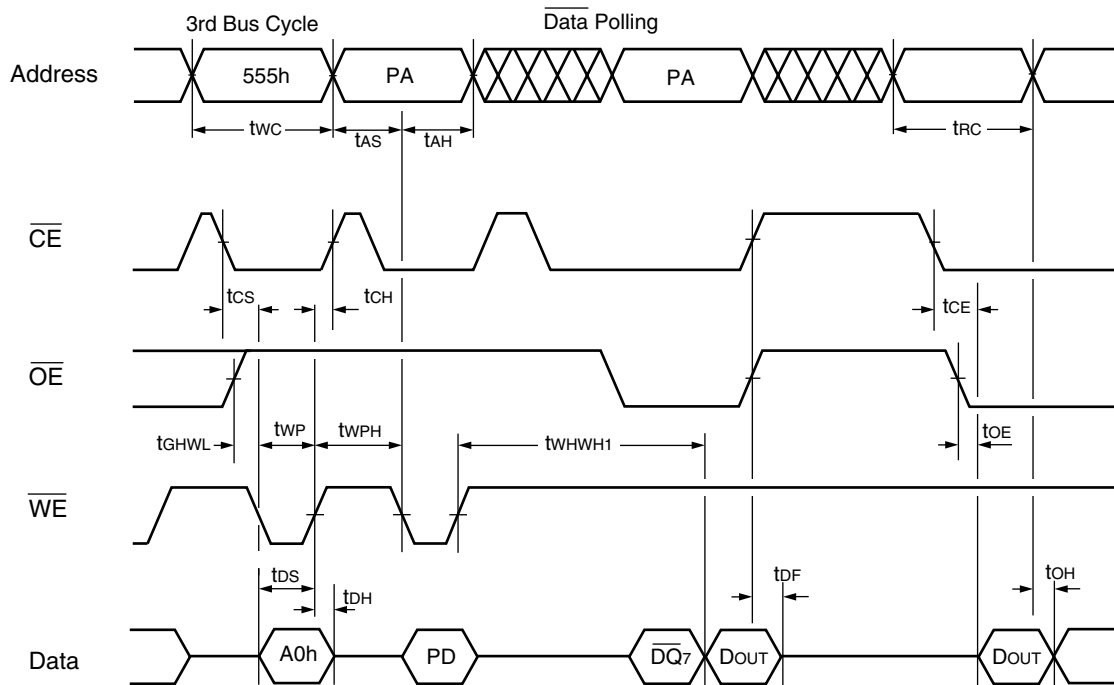 3rd Bus Cycle
Data Polling
Address
555h
PA
PA
tWC
tAS
tAH
tRC
CE
tCS
tCH
tCE
OE
tGHWL
tWP
tWPH
tWHWH1
tOE
WE
tDS
tDH
tDF
tOH
Data
A0h
PD
DQ7
DOUT
DOUT